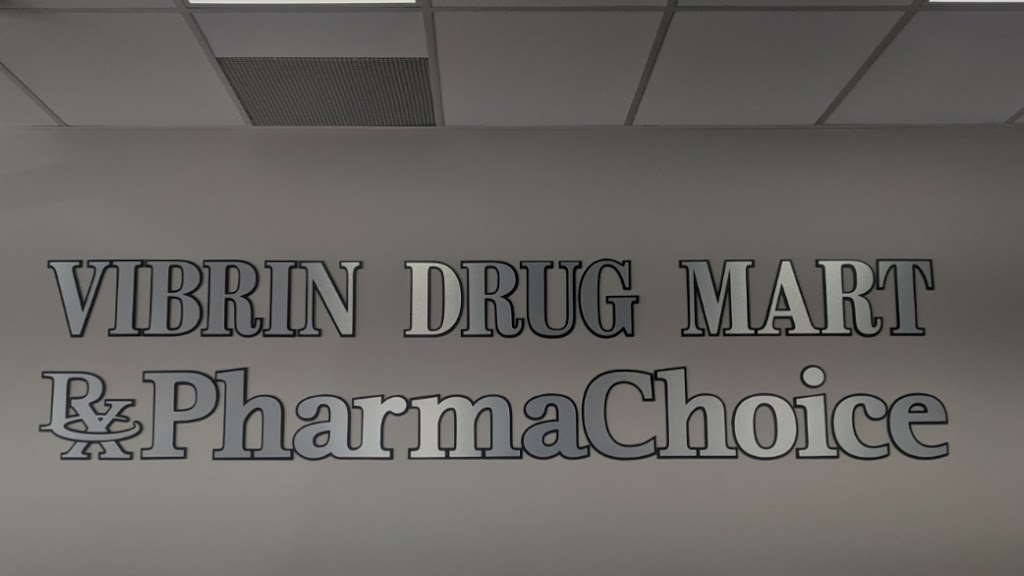 VIBRIN DRUG MART
Rx PharmaChoice